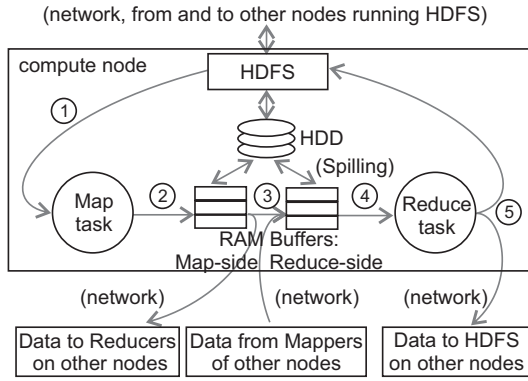 (network, from and to other nodes running HDFS)
compute node
HDFS
1
HDD
(Spilling)
Map
task
2
3
4
Reduce
task
5
RAM Buffers:
Map-side Reduce-side
(network)
(network)
(network)
Data to Reducers
on other nodes
Data from Mappers
of other nodes
Data to HDFS
on other nodes